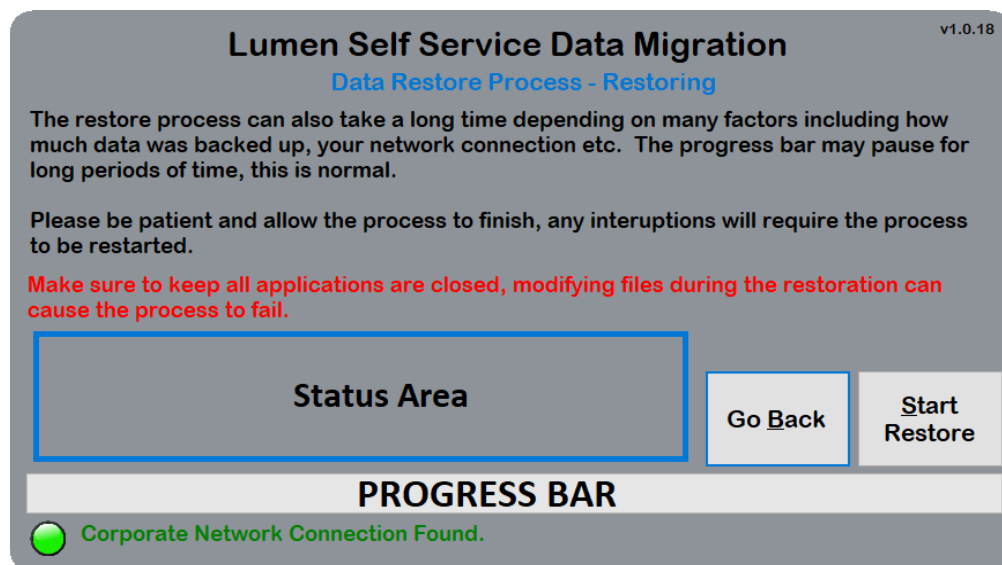 v1.0.18
Lumen Self Service Data Migration
Data Restore Process - Restoring
The restore process can also take a long time depending on many factors including how
much data was backed up, your network connection etc.  The progress bar may pause for
long periods of time, this is normal.
Please be patient and allow the process to finish, any interuptions will require the process
to be restarted.
Make sure to keep all applications are closed, modifying files during the restoration can
cause the process to fail.
Status Area
Go Back
Start
Restore
PROGRESS BAR
Corporate Network Connection Found.